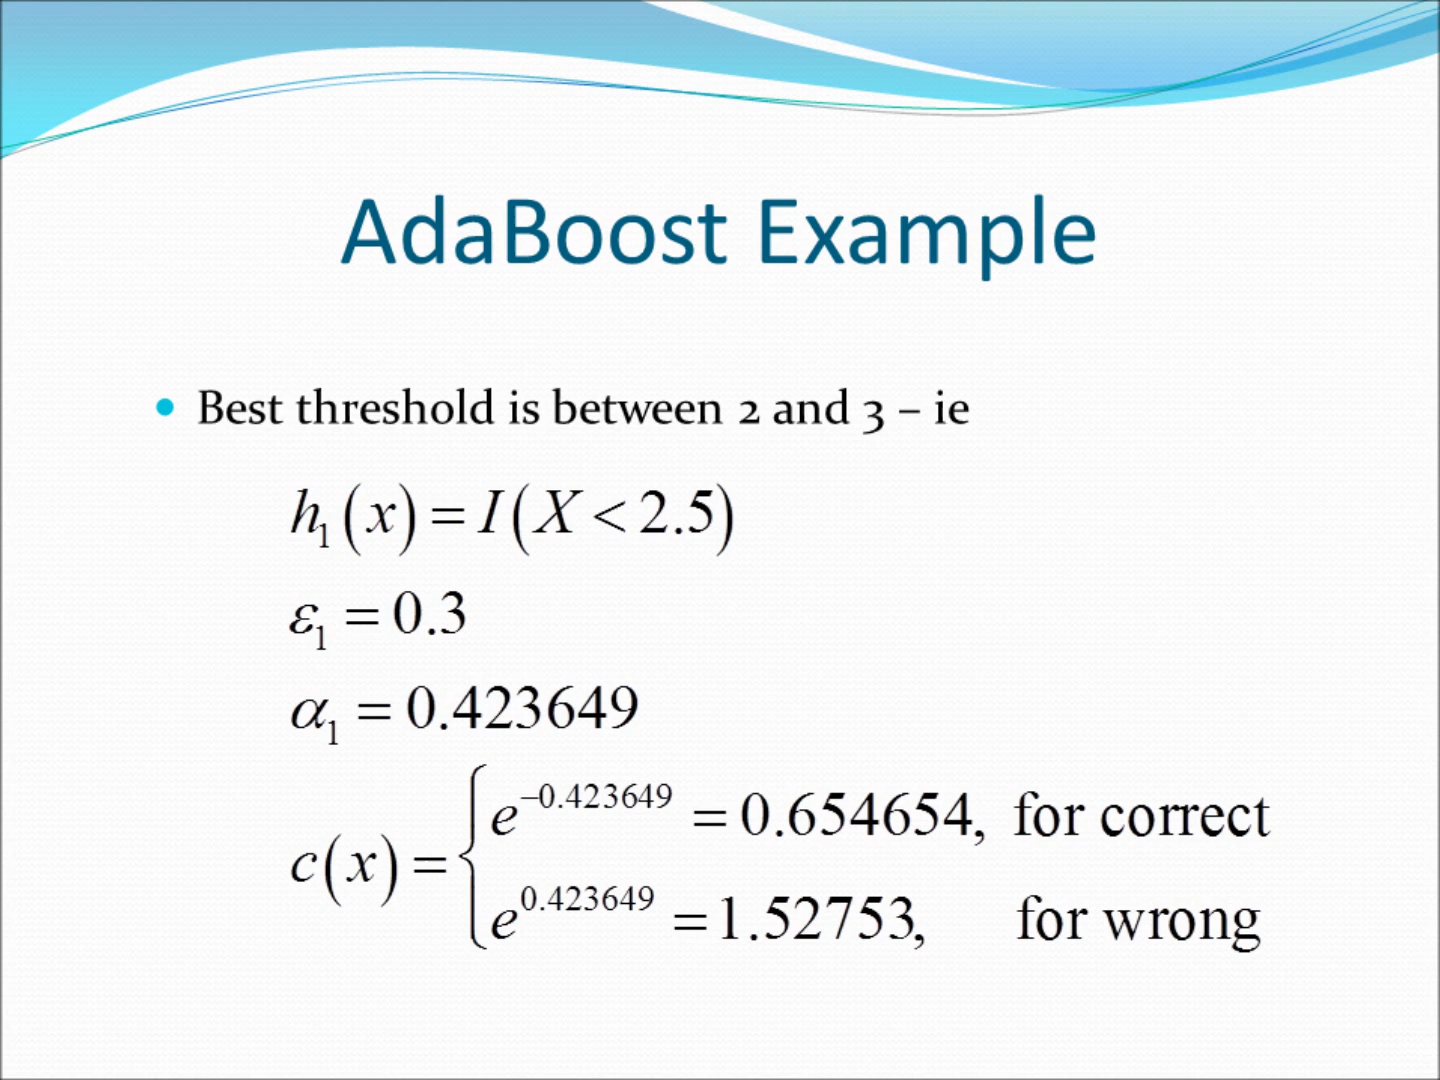 AdaBoost Example
• Best threshold is between 2 and 3 – ie
h₁(x) = I(X < 2.5)
ε₁ = 0.3
α₁ = 0.423649
c(x) = { e^−0.423649 = 0.654654, for correct
e^0.423649 = 1.52753, for wrong